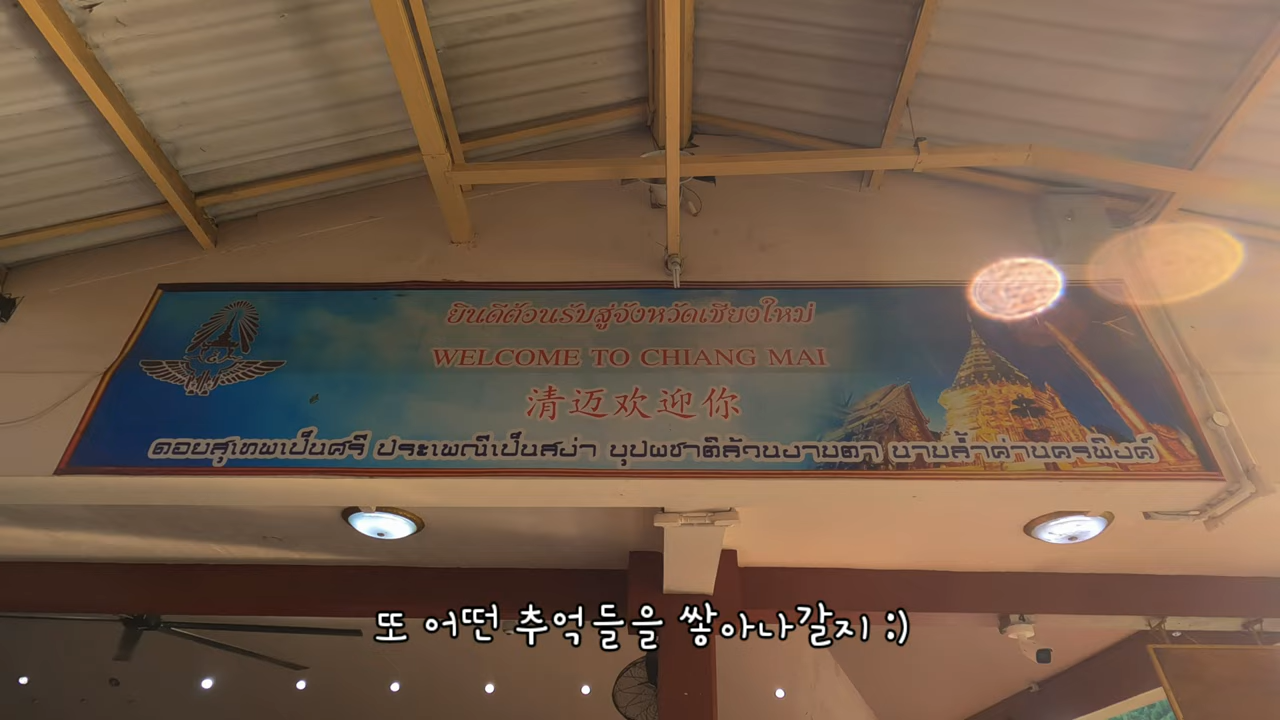 ยินดีต้อนรับสู่จังหวัดเชียงใหม่
WELCOME TO CHIANG MAI
清迈欢迎你
ดอยสุเทพเป็นศรี ประเพณีเป็นสง่า บุปผชาติล้วนงามตา นามล้ำค่านครพิงค์
또 어떤 추억들을 쌓아나갈지 :)